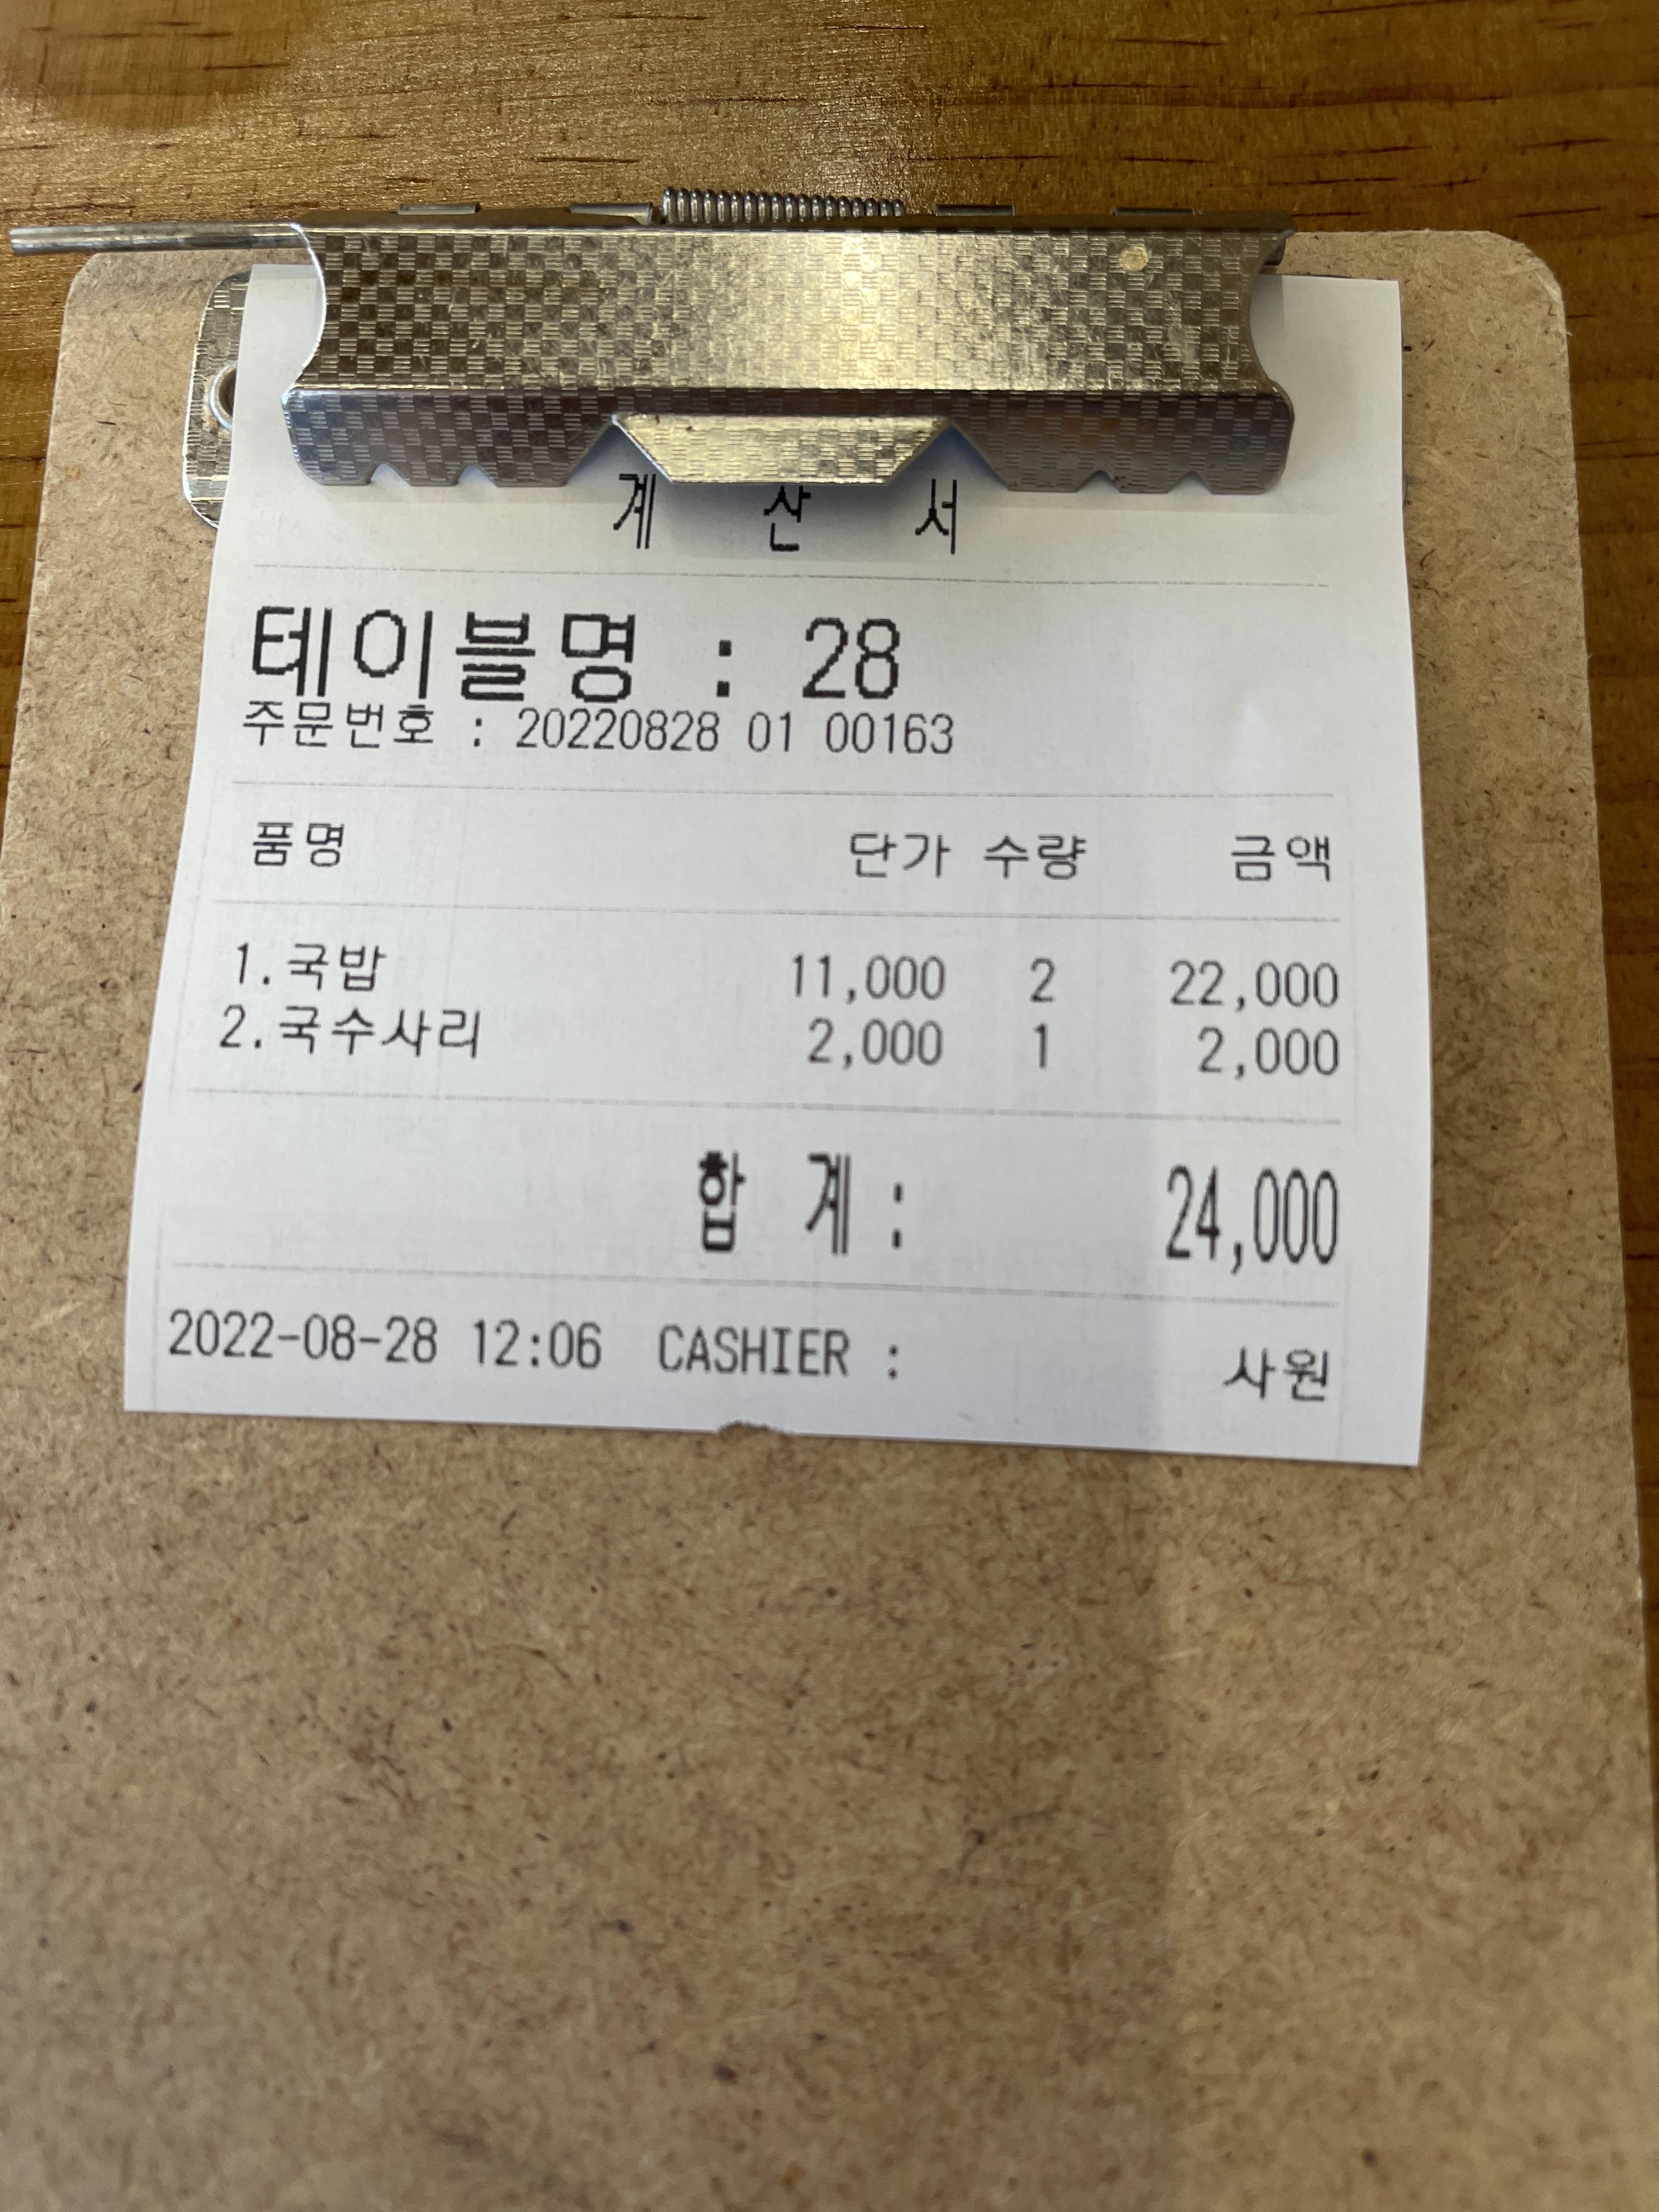 계 산 서
테이블명 : 28
주문번호 : 20220828 01 00163
품명 단가 수량 금액
1.국밥 11,000 2 22,000
2.국수사리 2,000 1 2,000
합 계 : 24,000
2022-08-28 12:06 CASHIER : 사원